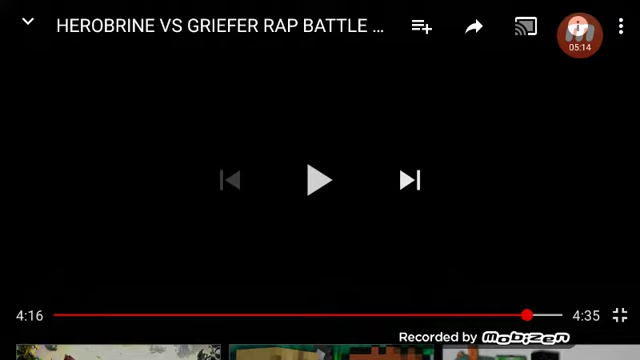 HEROBRINE VS GRIEFER RAP BATTLE ...
05:14
4:16
4:35
Recorded by Mobizen